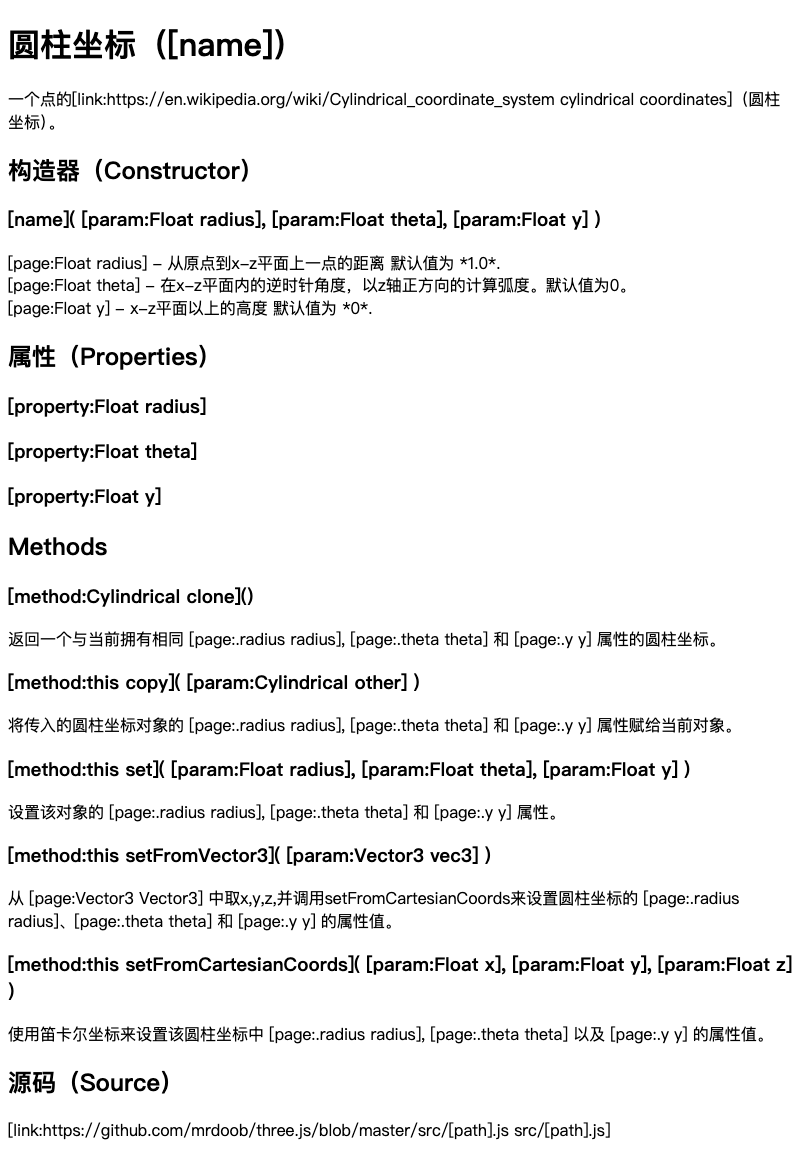 圆柱坐标（[name]）
一个点的[link:https://en.wikipedia.org/wiki/Cylindrical_coordinate_system cylindrical coordinates]（圆柱
坐标）。
构造器（Constructor）
[name]( [param:Float radius], [param:Float theta], [param:Float y] )
[page:Float radius] - 从原点到x-z平面上一点的距离 默认值为 *1.0*.
[page:Float theta] - 在x-z平面内的逆时针角度，以z轴正方向的计算弧度。默认值为0。
[page:Float y] - x-z平面以上的高度 默认值为 *0*.
属性（Properties）
[property:Float radius]
[property:Float theta]
[property:Float y]
Methods
[method:Cylindrical clone]()
返回一个与当前拥有相同 [page:.radius radius], [page:.theta theta] 和 [page:.y y] 属性的圆柱坐标。
[method:this copy]( [param:Cylindrical other] )
将传入的圆柱坐标对象的 [page:.radius radius], [page:.theta theta] 和 [page:.y y] 属性赋给当前对象。
[method:this set]( [param:Float radius], [param:Float theta], [param:Float y] )
设置该对象的 [page:.radius radius], [page:.theta theta] 和 [page:.y y] 属性。
[method:this setFromVector3]( [param:Vector3 vec3] )
从 [page:Vector3 Vector3] 中取x,y,z,并调用setFromCartesianCoords来设置圆柱坐标的 [page:.radius
radius]、[page:.theta theta] 和 [page:.y y] 的属性值。
[method:this setFromCartesianCoords]( [param:Float x], [param:Float y], [param:Float z]
)
使用笛卡尔坐标来设置该圆柱坐标中 [page:.radius radius], [page:.theta theta] 以及 [page:.y y] 的属性值。
源码（Source）
[link:https://github.com/mrdoob/three.js/blob/master/src/[path].js src/[path].js]